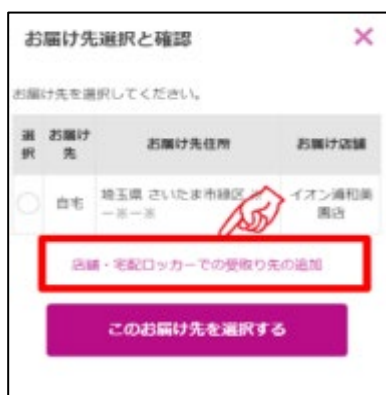 お届け先選択と確認
お届け先を選択してください。
選択 お届け先 お届け先住所 お届け店舗
自宅 埼玉県 さいたま市緑区 イオン浦和美園店
店舗・宅配ロッカーでの受取り先の追加
このお届け先を選択する